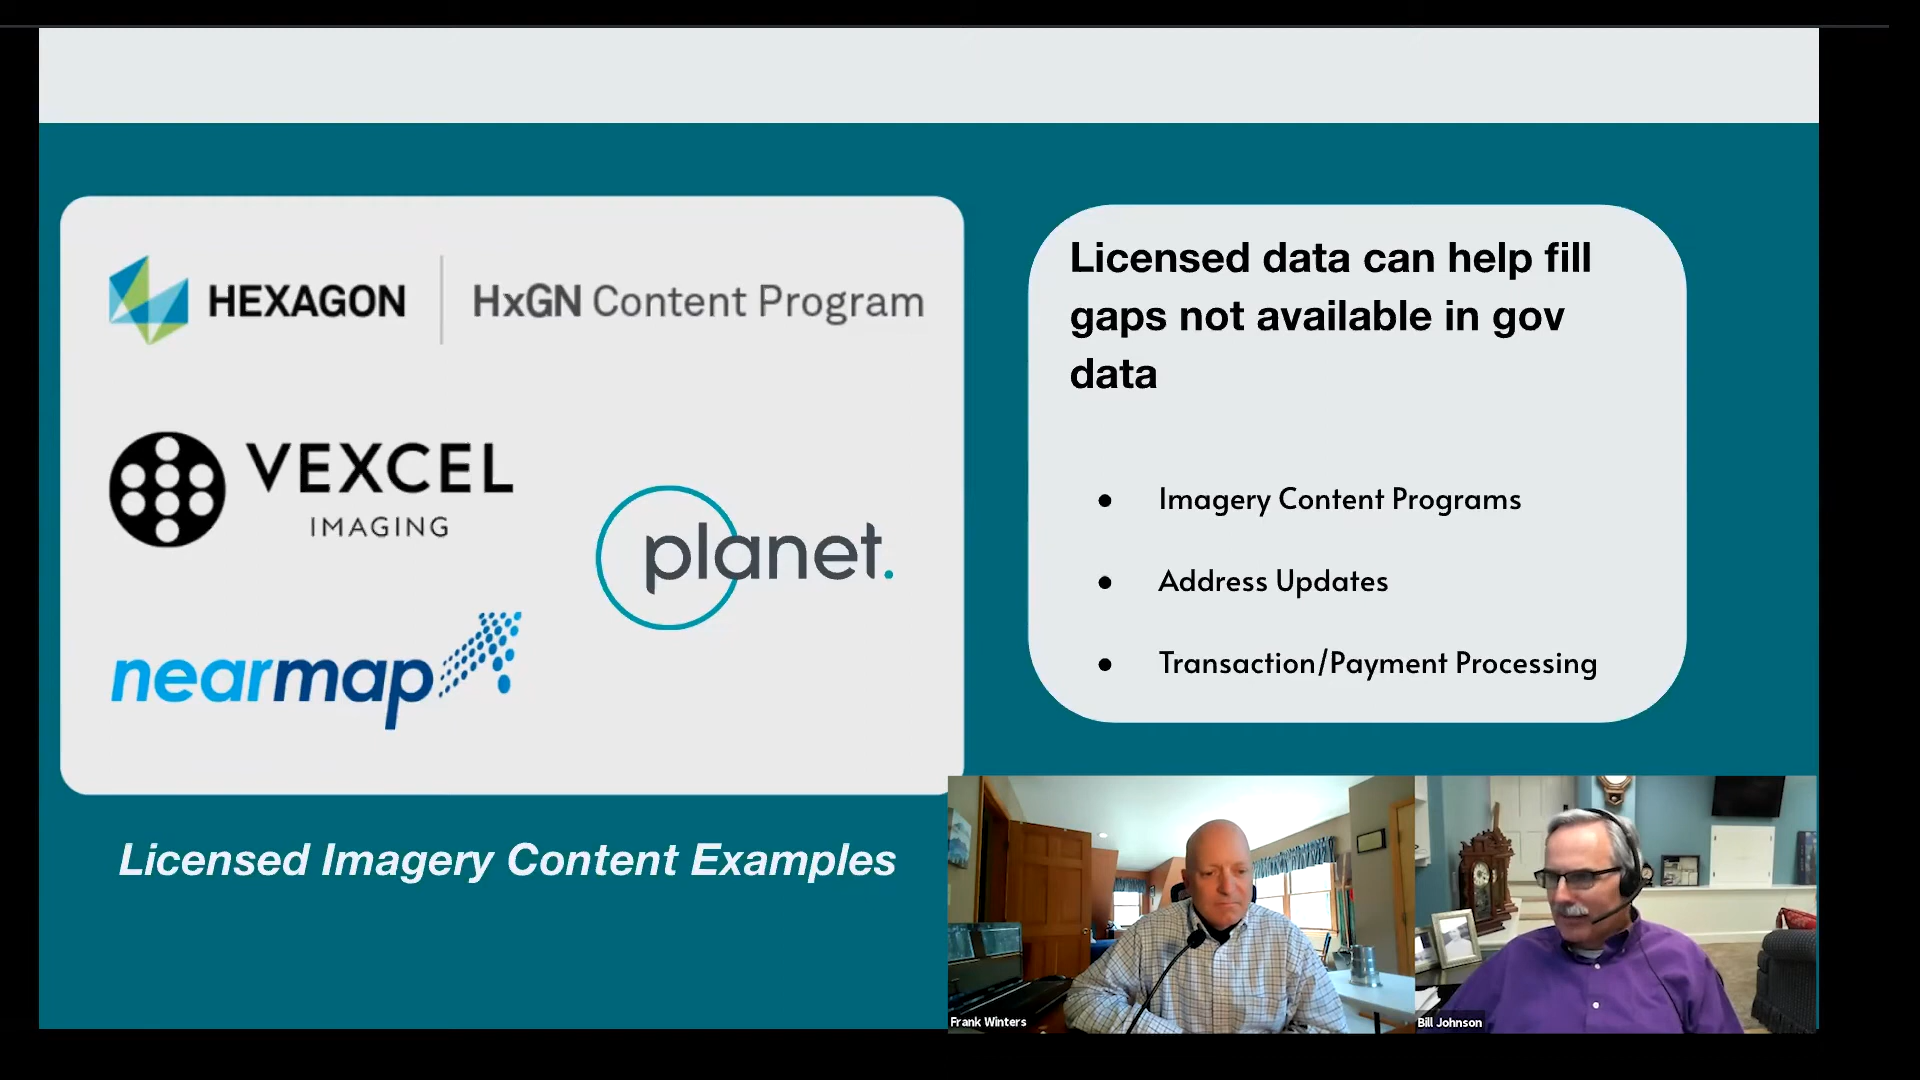 HEXAGON HxGN Content Program
VEXCEL
IMAGING
planet.
nearmap
Licensed Imagery Content Examples
Licensed data can help fill
gaps not available in gov
data
● Imagery Content Programs
● Address Updates
● Transaction/Payment Processing
Frank Winters
Bill Johnson